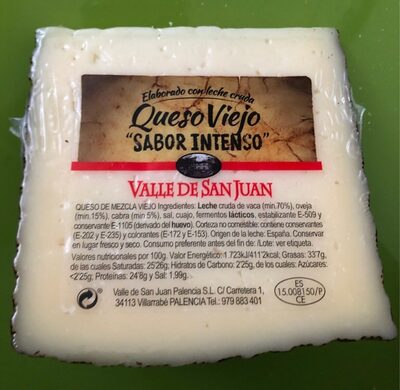 Elaborado con leche cruda
Queso Viejo
"SABOR INTENSO"
VALLE DE SAN JUAN
QUESO DE MEZCLA VIEJO Ingredientes: Leche cruda de vaca (min.70%), oveja
(min.15%), cabra (min 5%), sal, cuajo, fermentos lácticos, estabilizante E-509 y
conservante E-1105 (derivado del huevo). Corteza no comestible: contiene conservantes
(E-202 y E-235) y colorantes (E-172 y E-153). Origen de la leche: España. Conservar
en lugar fresco y seco. Consumo preferente antes del fin de: /Lote: ver etiqueta.
Valores nutricionales por 100g. Valor Energético: 1.723kJ/411'2kcal; Grasas: 33'7g,
de las cuales Saturadas: 25'26g; Hidratos de Carbono: 2'25g, de los cuales: Azúcares:
<2'25g; Proteínas: 24'8g y Sal: 1,99g.
Valle de San Juan Palencia S.L. C/ Carretera 1,
34113 Villarrabé PALENCIA Tel.: 979 883 401
ES
15.008150/P
CE